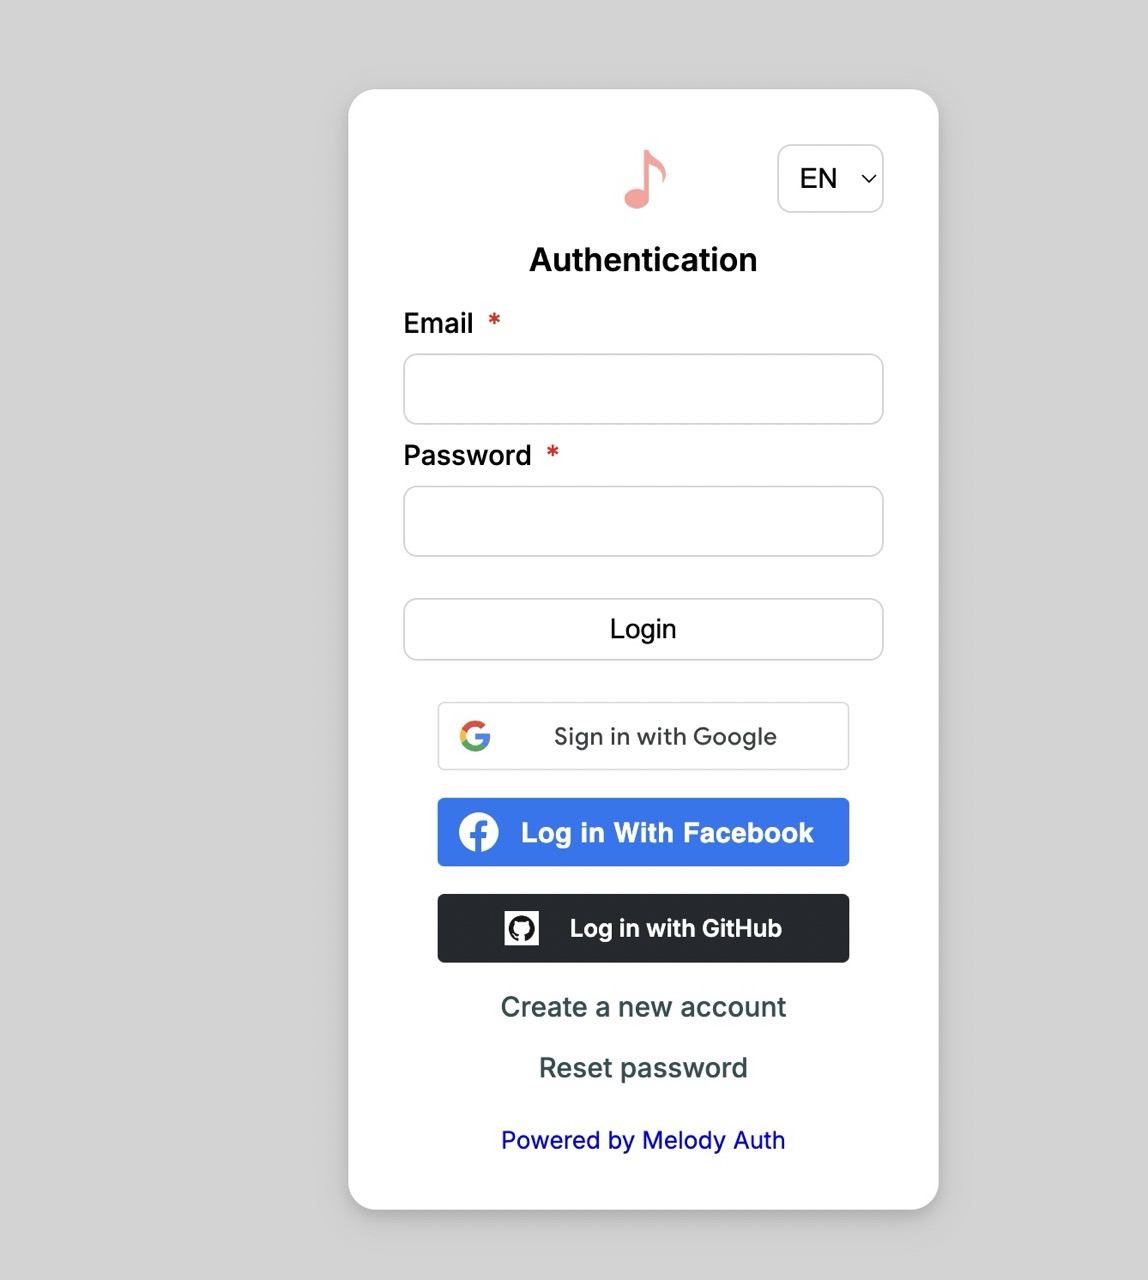 EN
Authentication
Email *
Password *
Login
Sign in with Google
Log in With Facebook
Log in with GitHub
Create a new account
Reset password
Powered by Melody Auth